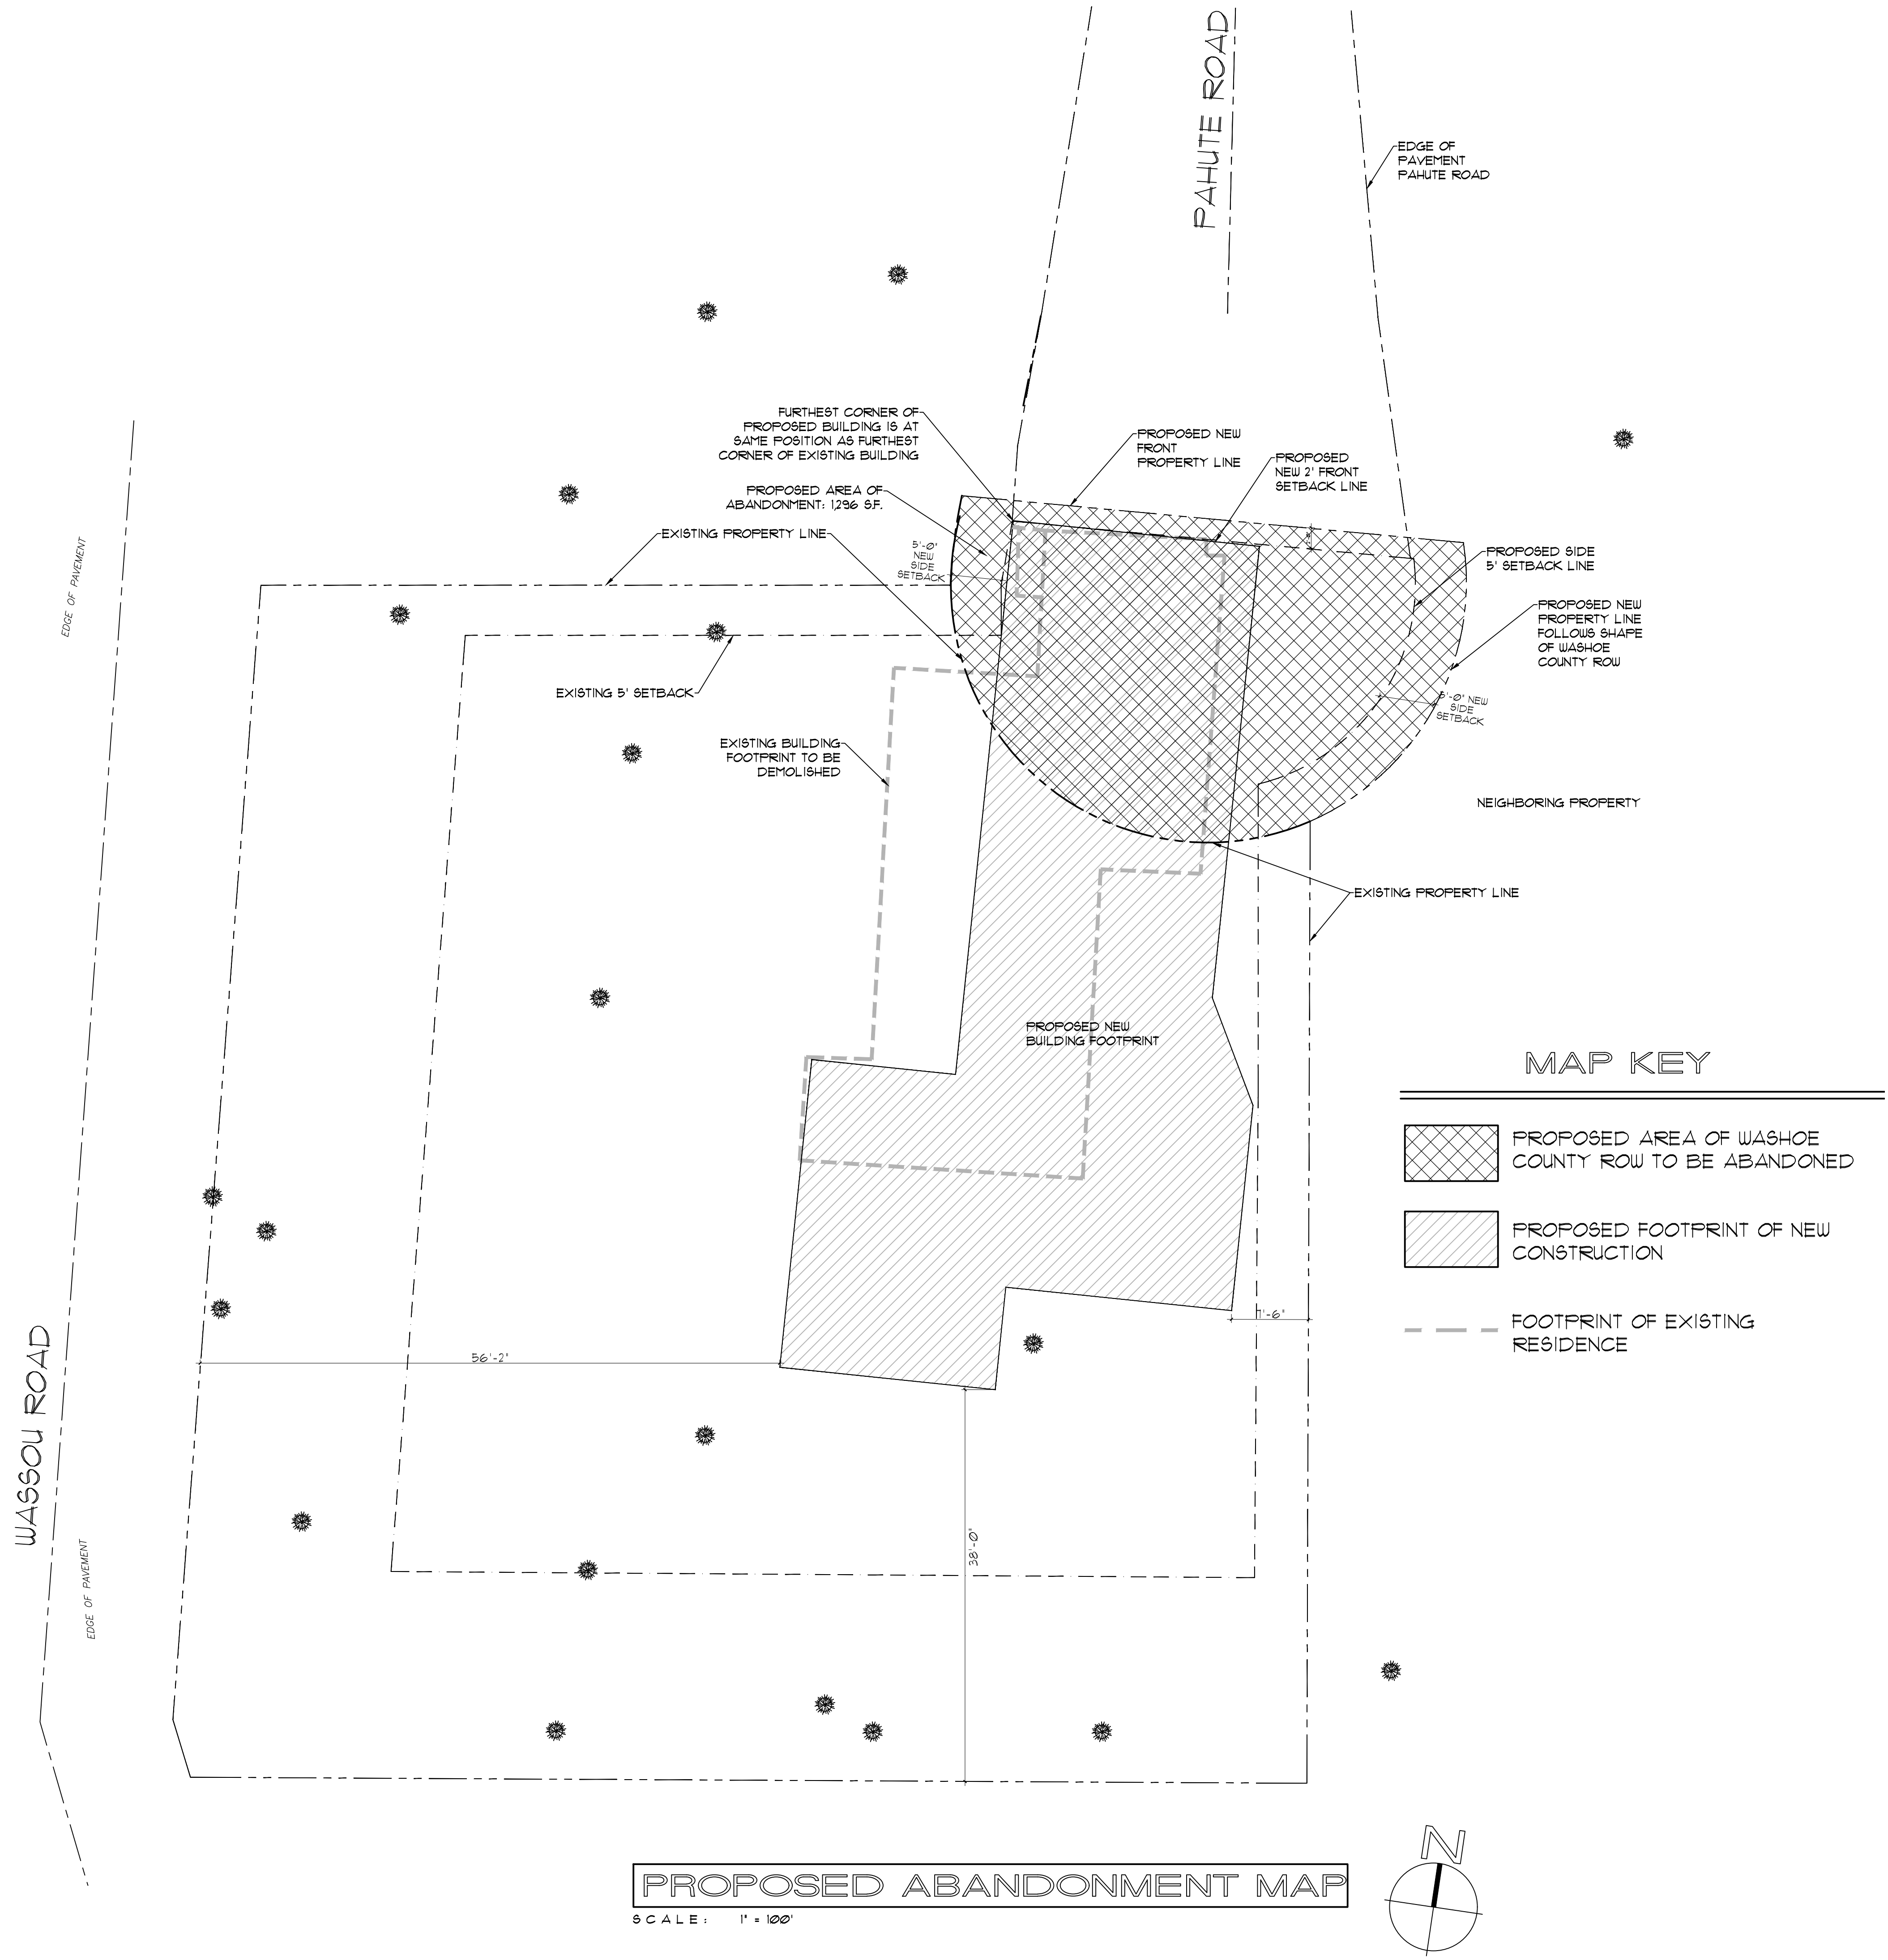 PAHUTE ROAD
EDGE OF
PAVEMENT
PAHUTE ROAD
FURTHEST CORNER OF
PROPOSED BUILDING IS AT
SAME POSITION AS FURTHEST
CORNER OF EXISTING BUILDING
PROPOSED NEW
FRONT
PROPERTY LINE
PROPOSED
NEW 2' FRONT
SETBACK LINE
PROPOSED AREA OF
ABANDONMENT: 1,296 S.F.
EXISTING PROPERTY LINE
5'-0"
NEW
SIDE
SETBACK
PROPOSED SIDE
5' SETBACK LINE
PROPOSED NEW
PROPERTY LINE
FOLLOWS SHAPE
OF WASHOE
COUNTY ROW
EDGE OF PAVEMENT
EXISTING 5' SETBACK
5'-0" NEW
SIDE
SETBACK
EXISTING BUILDING
FOOTPRINT TO BE
DEMOLISHED
NEIGHBORING PROPERTY
EXISTING PROPERTY LINE
PROPOSED NEW
BUILDING FOOTPRINT
MAP KEY
PROPOSED AREA OF WASHOE
COUNTY ROW TO BE ABANDONED
PROPOSED FOOTPRINT OF NEW
CONSTRUCTION
FOOTPRINT OF EXISTING
RESIDENCE
7'-6"
56'-2"
38'-0"
WASSOU ROAD
EDGE OF PAVEMENT
N
PROPOSED ABANDONMENT MAP
SCALE: 1" = 100'